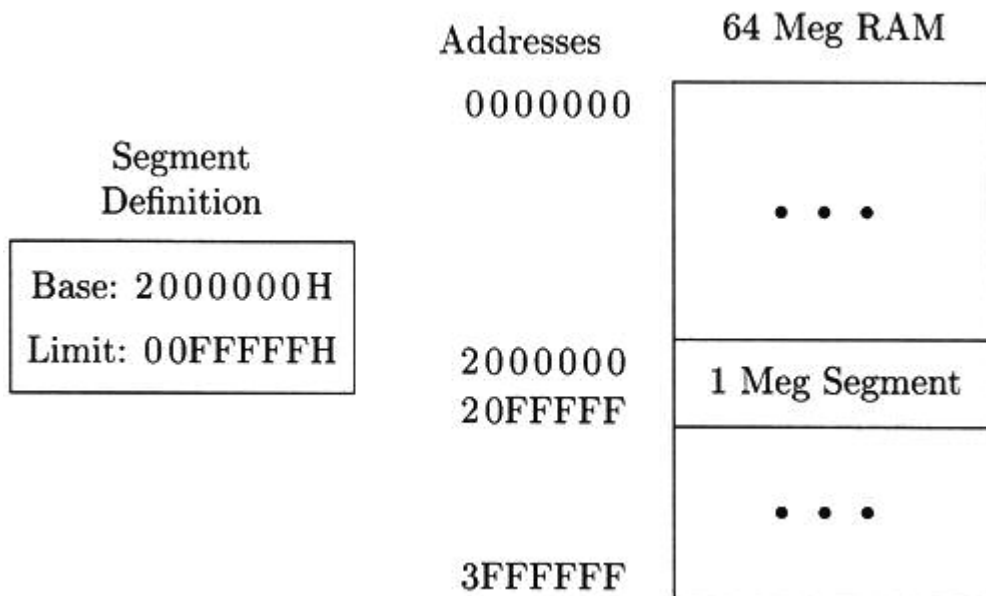 Addresses
64 Meg RAM
0000000
Segment
Definition
Base: 2000000H
Limit: 00FFFFFH
2000000
20FFFFF
1 Meg Segment
3FFFFFF